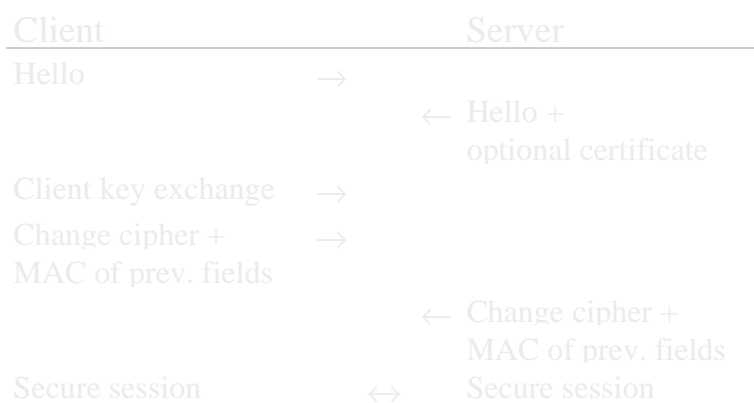 Client Server
Hello →
← Hello +
optional certificate
Client key exchange →
Change cipher + →
MAC of prev. fields
← Change cipher +
MAC of prev. fields
Secure session ↔ Secure session